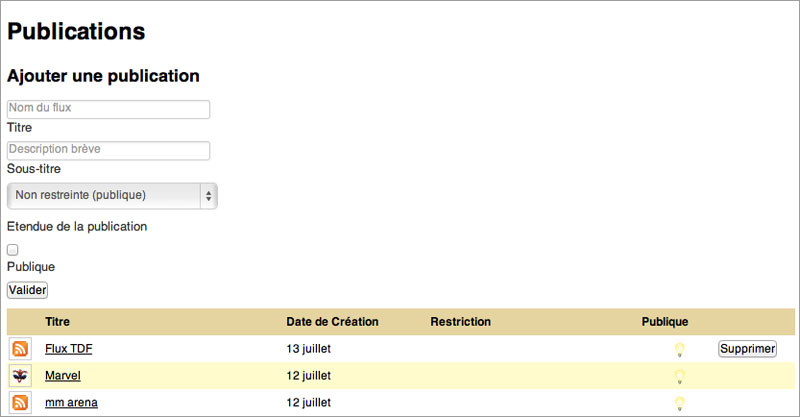 Publications
Ajouter une publication
Nom du flux
Titre
Description brève
Sous-titre
Non restreinte (publique)
Etendue de la publication
Publique
Valider
Titre Date de Création Restriction Publique
Flux TDF 13 juillet Supprimer
Marvel 12 juillet
mm arena 12 juillet